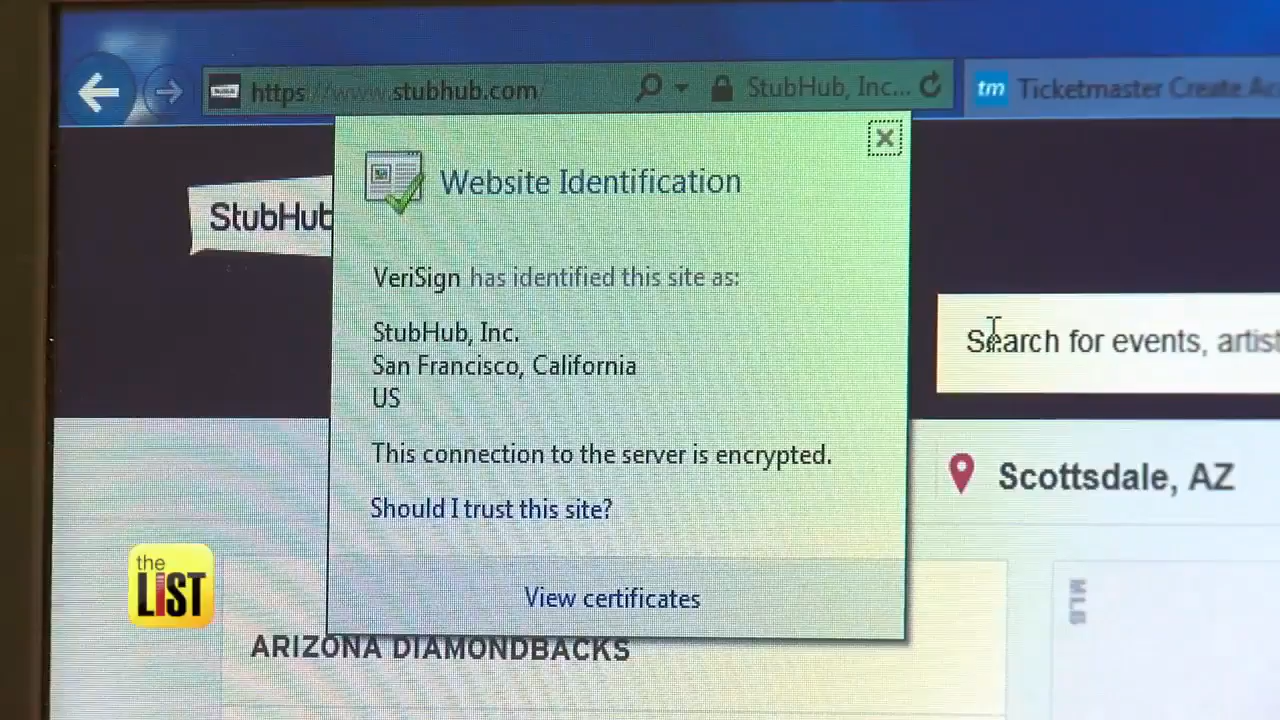 https://www.stubhub.com/
StubHub, Inc...
tm Ticketmaster Create Ac
StubHub
Website Identification
VeriSign has identified this site as:
StubHub, Inc.
San Francisco, California
US
This connection to the server is encrypted.
Should I trust this site?
View certificates
Search for events, artist
Scottsdale, AZ
MLB
the
LIST
ARIZONA DIAMONDBACKS